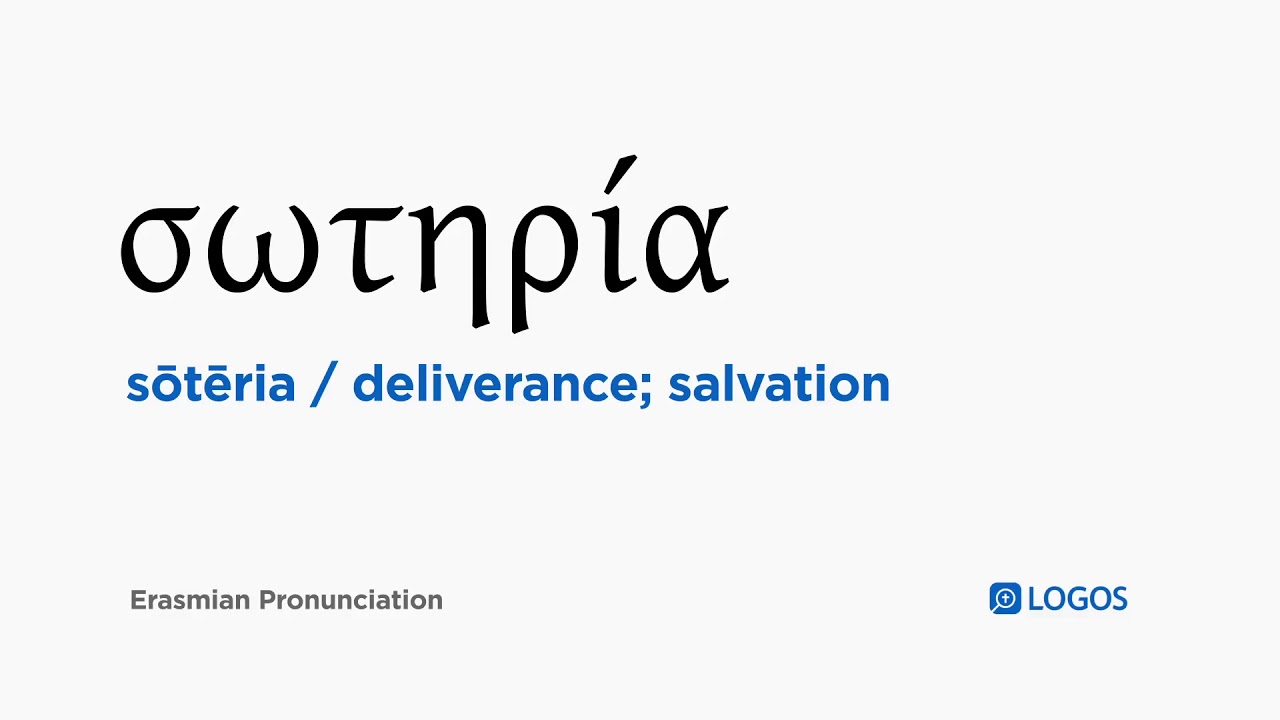 σωτηρία
sōtēria / deliverance; salvation
Erasmian Pronunciation
LOGOS